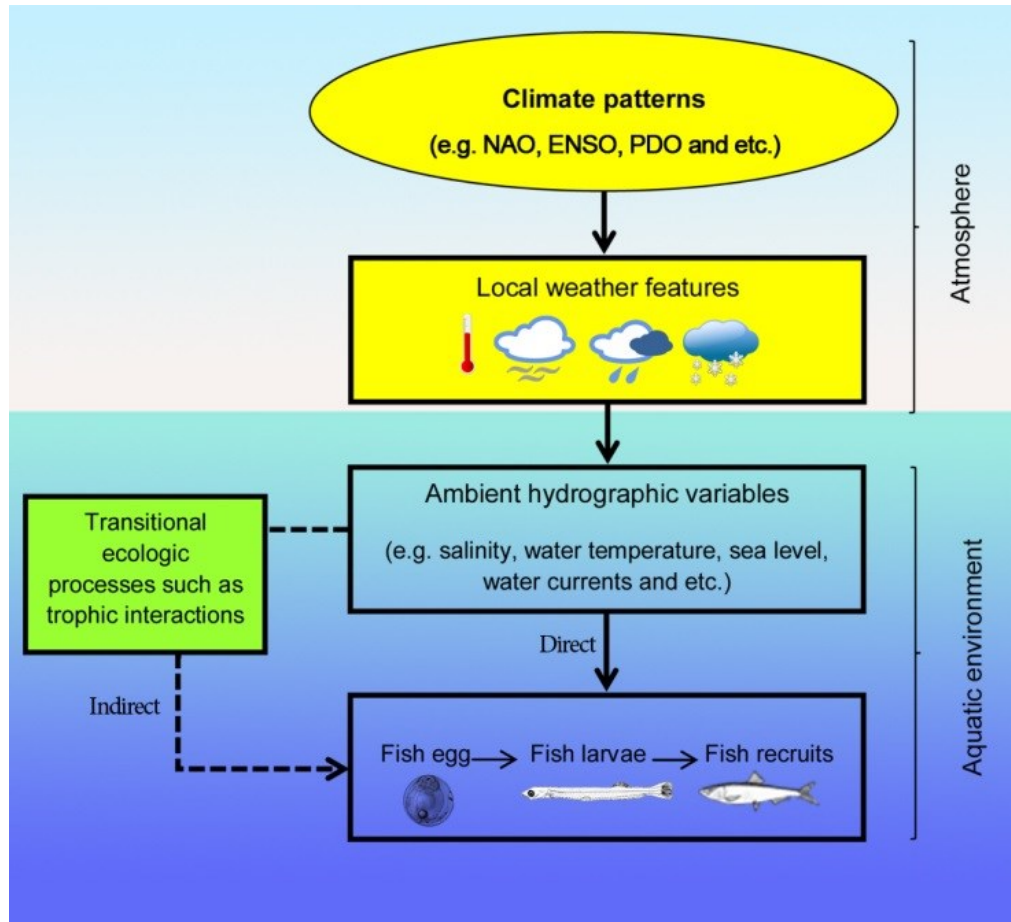 Climate patterns
(e.g. NAO, ENSO, PDO and etc.)
Atmosphere
Local weather features
Ambient hydrographic variables
(e.g. salinity, water temperature, sea level,
water currents and etc.)
Transitional
ecologic
processes such as
trophic interactions
Direct
Indirect
Aquatic environment
Fish egg
Fish larvae
Fish recruits